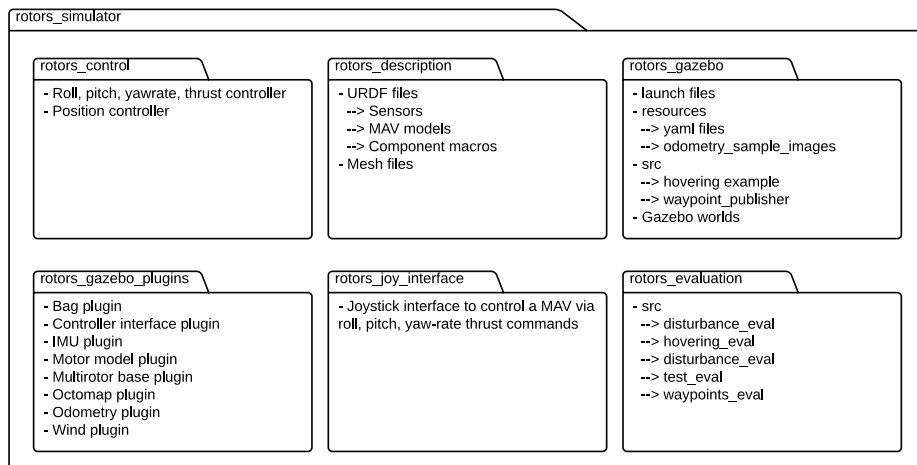 rotors_simulator
rotors_control
- Roll, pitch, yawrate, thrust controller
- Position controller
rotors_description
- URDF files
--> Sensors
--> MAV models
--> Component macros
- Mesh files
rotors_gazebo
- launch files
- resources
--> yaml files
--> odometry_sample_images
- src
--> hovering example
--> waypoint_publisher
- Gazebo worlds
rotors_gazebo_plugins
- Bag plugin
- Controller interface plugin
- IMU plugin
- Motor model plugin
- Multirotor base plugin
- Octomap plugin
- Odometry plugin
- Wind plugin
rotors_joy_interface
- Joystick interface to control a MAV via
roll, pitch, yaw-rate thrust commands
rotors_evaluation
- src
--> disturbance_eval
--> hovering_eval
--> disturbance_eval
--> test_eval
--> waypoints_eval